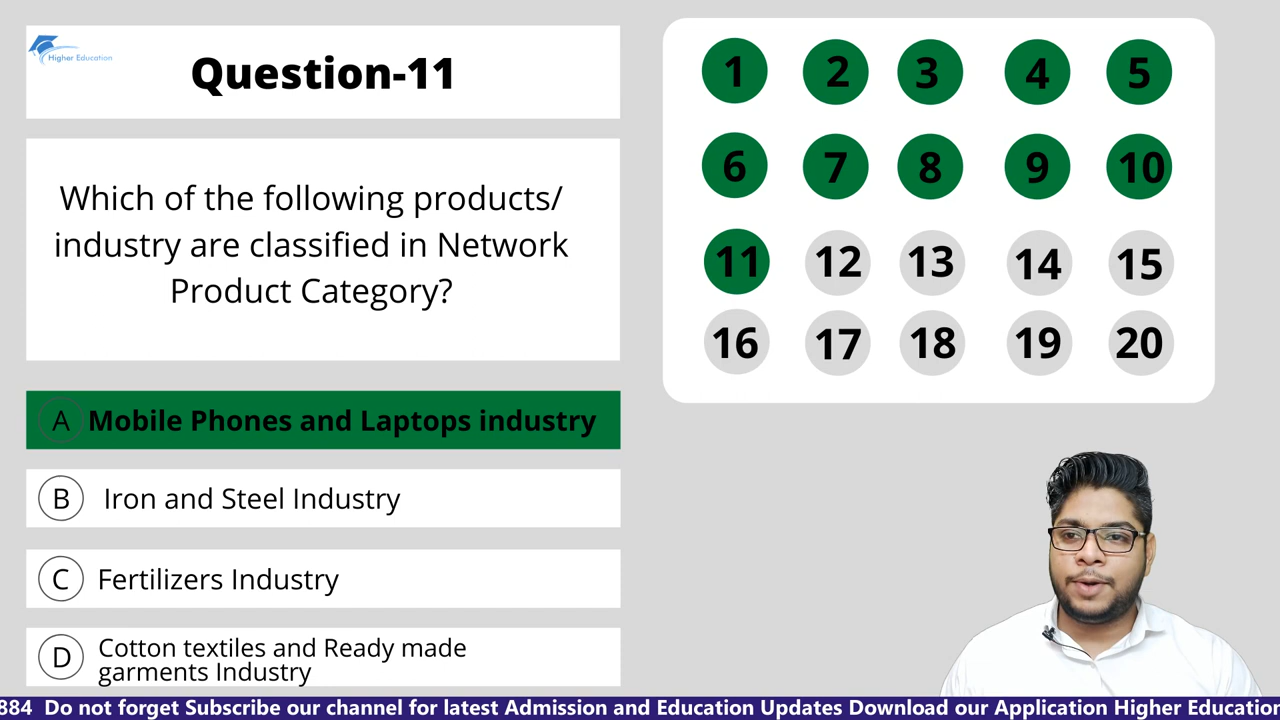 Higher Education
Question-11
Which of the following products/
industry are classified in Network
Product Category?
A Mobile Phones and Laptops industry
B Iron and Steel Industry
C Fertilizers Industry
D Cotton textiles and Ready made
garments Industry
1 2 3 4 5
6 7 8 9 10
11 12 13 14 15
16 17 18 19 20
884 Do not forget Subscribe our channel for latest Admission and Education Updates Download our Application Higher Education